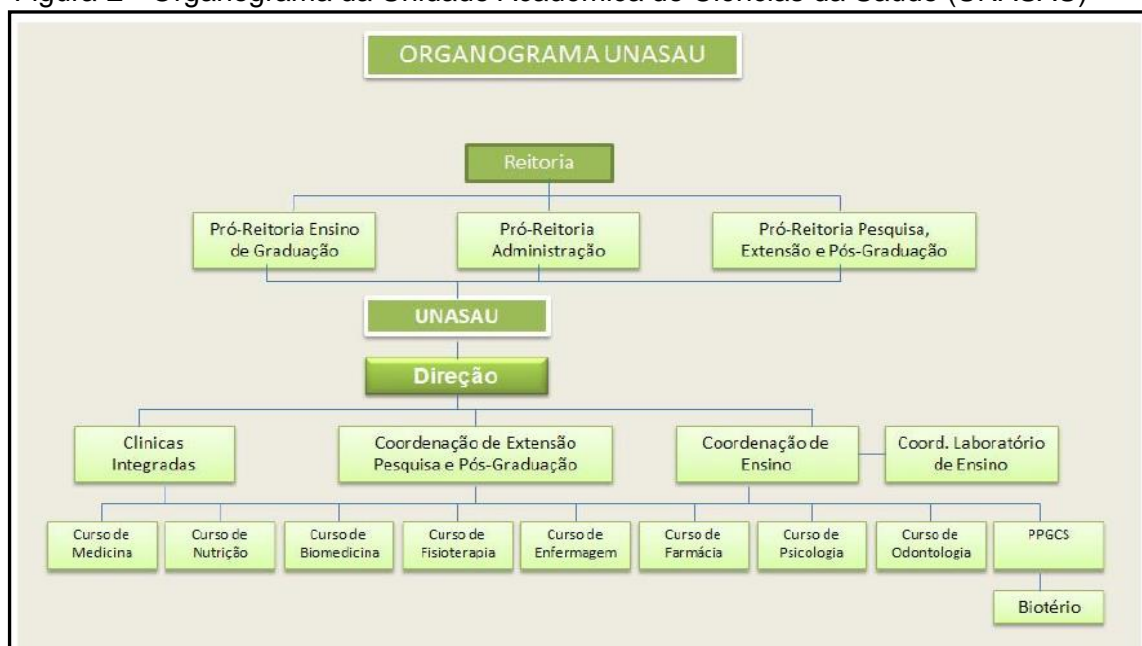 Figura 2 - Organograma da Unidade Acadêmica de Ciências da Saúde (UNASAU)
ORGANOGRAMA UNASAU
Reitoria
Pró-Reitoria Ensino
de Graduação
Pró-Reitoria
Administração
Pró-Reitoria Pesquisa,
Extensão e Pós-Graduação
UNASAU
Direção
Clinicas
Integradas
Coordenação de Extensão
Pesquisa e Pós-Graduação
Coordenação de
Ensino
Coord. Laboratório
de Ensino
Curso de
Medicina
Curso de
Nutrição
Curso de
Biomedicina
Curso de
Fisioterapia
Curso de
Enfermagem
Curso de
Farmácia
Curso de
Psicologia
Curso de
Odontologia
PPGCS
Biotério